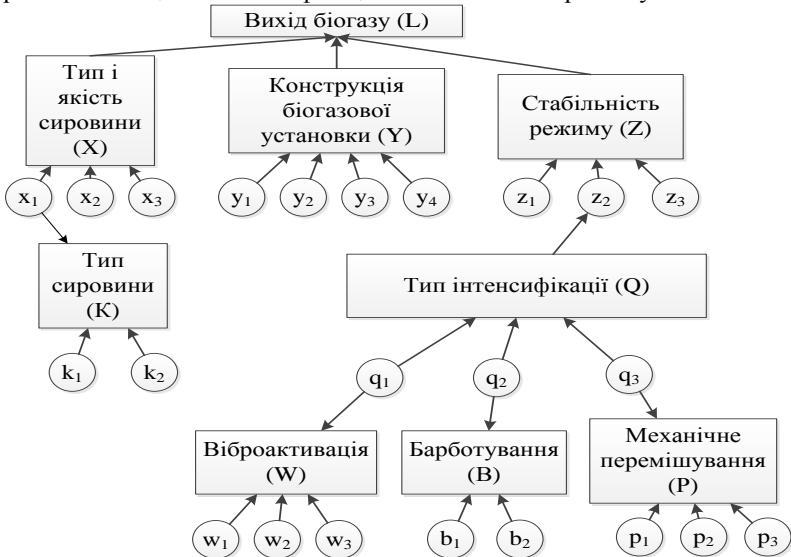 Вихід біогазу (L)
Тип і
якість
сировини
(X)
Конструкція
біогазової
установки (Y)
Стабільність
режиму (Z)
x₁ x₂ x₃ y₁ y₂ y₃ y₄ z₁ z₂ z₃
Тип
сировини
(К)
Тип інтенсифікації (Q)
k₁ k₂ q₁ q₂ q₃
Віброактивація
(W)
Барботування
(В)
Механічне
перемішування
(Р)
w₁ w₂ w₃ b₁ b₂ p₁ p₂ p₃